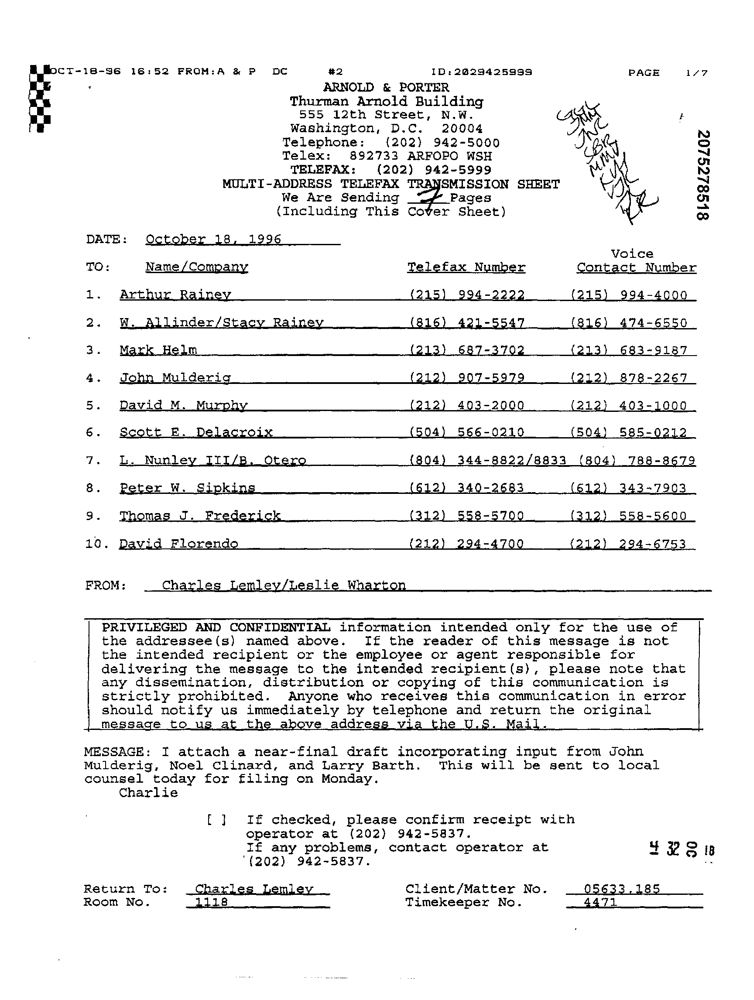 OCT-18-96 16:52 FROM:A & P DC #2 ID:2029425999 PAGE 1/7
ARNOLD & PORTER
Thurman Arnold Building
555 12th Street, N.W.
Washington, D.C. 20004
Telephone: (202) 942-5000
Telex: 892733 ARFOPO WSH
TELEFAX: (202) 942-5999
MULTI-ADDRESS TELEFAX TRANSMISSION SHEET
We Are Sending 7 Pages
(Including This Cover Sheet)
JNC
SBR
MMV
2075278518
DATE: October 18, 1996
TO: Name/Company Telefax Number Voice Contact Number
1. Arthur Rainey (215) 994-2222 (215) 994-4000
2. W. Allinder/Stacy Rainey (816) 421-5547 (816) 474-6550
3. Mark Helm (213) 687-3702 (213) 683-9187
4. John Mulderig (212) 907-5979 (212) 878-2267
5. David M. Murphy (212) 403-2000 (212) 403-1000
6. Scott E. Delacroix (504) 566-0210 (504) 585-0212
7. L. Nunley III/B. Otero (804) 344-8822/8833 (804) 788-8679
8. Peter W. Sipkins (612) 340-2683 (612) 343-7903
9. Thomas J. Frederick (312) 558-5700 (312) 558-5600
10. David Florendo (212) 294-4700 (212) 294-6753
FROM: Charles Lemley/Leslie Wharton
PRIVILEGED AND CONFIDENTIAL information intended only for the use of
the addressee(s) named above. If the reader of this message is not
the intended recipient or the employee or agent responsible for
delivering the message to the intended recipient(s), please note that
any dissemination, distribution or copying of this communication is
strictly prohibited. Anyone who receives this communication in error
should notify us immediately by telephone and return the original
message to us at the above address via the U.S. Mail.
MESSAGE: I attach a near-final draft incorporating input from John
Mulderig, Noel Clinard, and Larry Barth. This will be sent to local
counsel today for filing on Monday.
Charlie
[ ] If checked, please confirm receipt with
operator at (202) 942-5837.
If any problems, contact operator at
(202) 942-5837.
Return To: Charles Lemley Client/Matter No. 05633.185
Room No. 1118 Timekeeper No. 4471